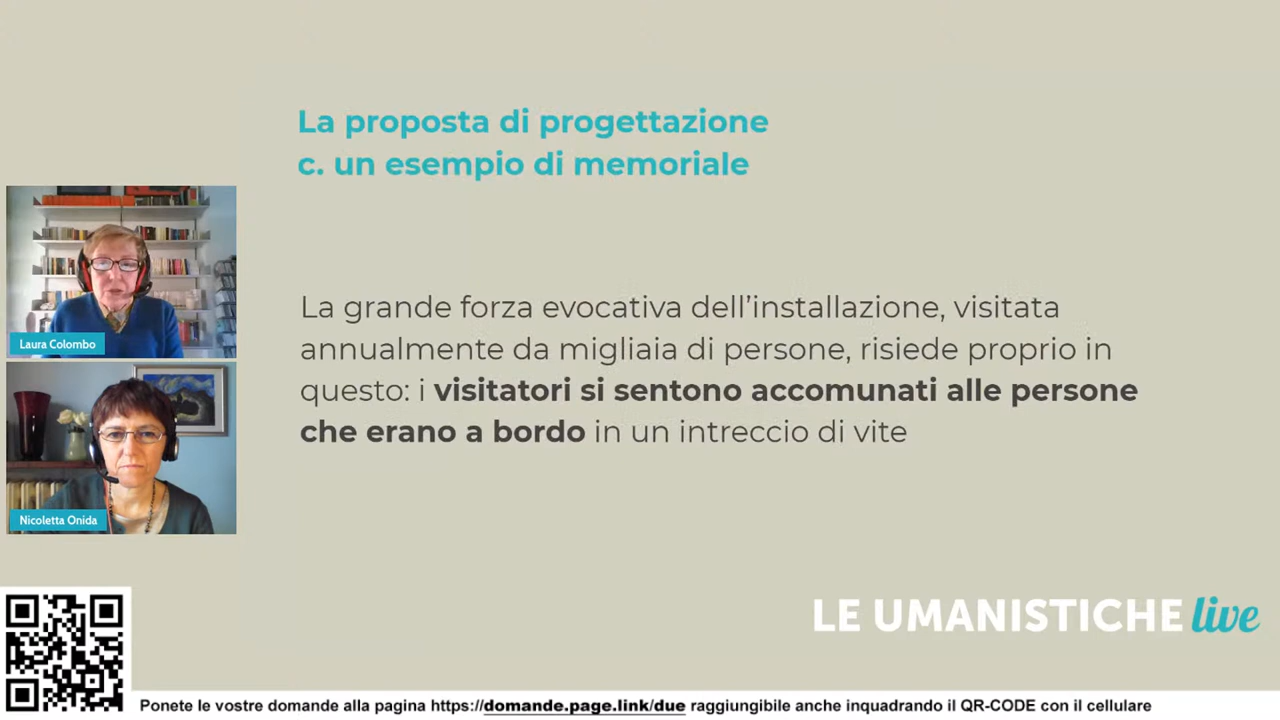 La proposta di progettazione
c. un esempio di memoriale
Laura Colombo
La grande forza evocativa dell’installazione, visitata
annualmente da migliaia di persone, risiede proprio in
questo: i visitatori si sentono accomunati alle persone
che erano a bordo in un intreccio di vite
Nicoletta Onida
LE UMANISTICHE live
Ponete le vostre domande alla pagina https://domande.page.link/due raggiungibile anche inquadrando il QR-CODE con il cellulare